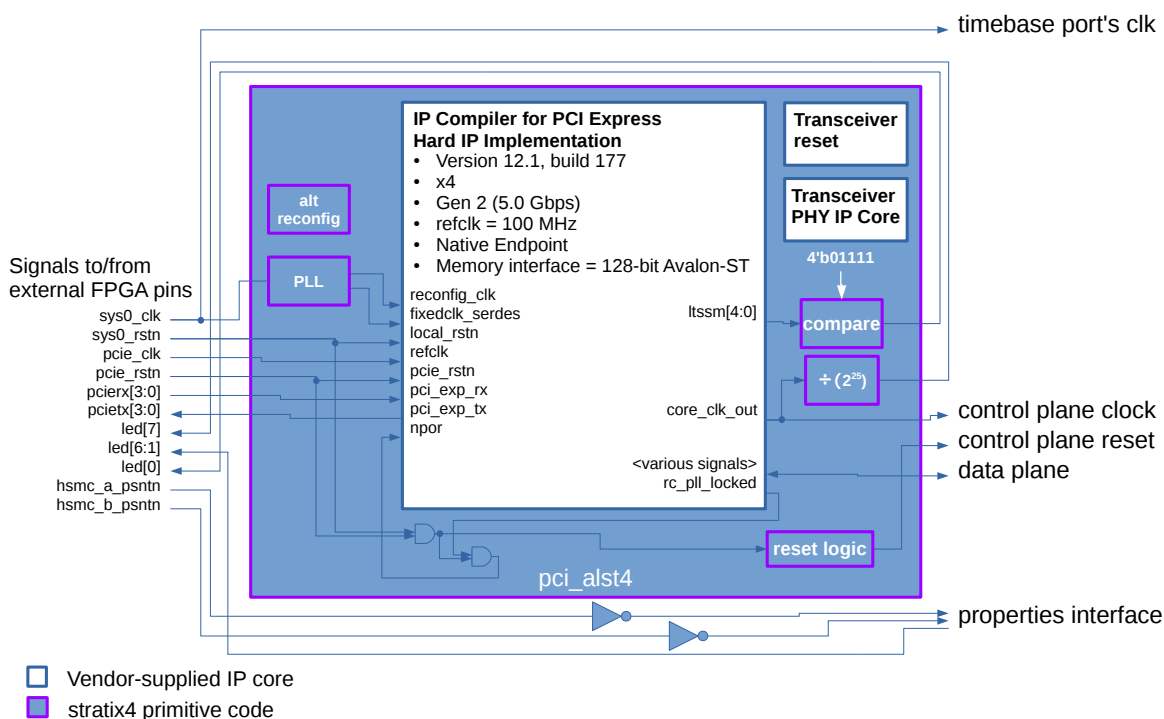 timebase port's clk
IP Compiler for PCI Express
Hard IP Implementation
• Version 12.1, build 177
• x4
• Gen 2 (5.0 Gbps)
• refclk = 100 MHz
• Native Endpoint
• Memory interface = 128-bit Avalon-ST
Transceiver
reset
Transceiver
PHY IP Core
alt
reconfig
PLL
4'b01111
compare
÷(2²⁵)
Signals to/from
external FPGA pins
sys0_clk
sys0_rstn
pcie_clk
pcie_rstn
pcierx[3:0]
pcietx[3:0]
led[7]
led[6:1]
led[0]
hsmc_a_psntn
hsmc_b_psntn
reconfig_clk
fixedclk_serdes
local_rstn
refclk
pcie_rstn
pci_exp_rx
pci_exp_tx
npor
ltssm[4:0]
core_clk_out
<various signals>
rc_pll_locked
control plane clock
control plane reset
data plane
reset logic
pci_alst4
properties interface
Vendor-supplied IP core
stratix4 primitive code